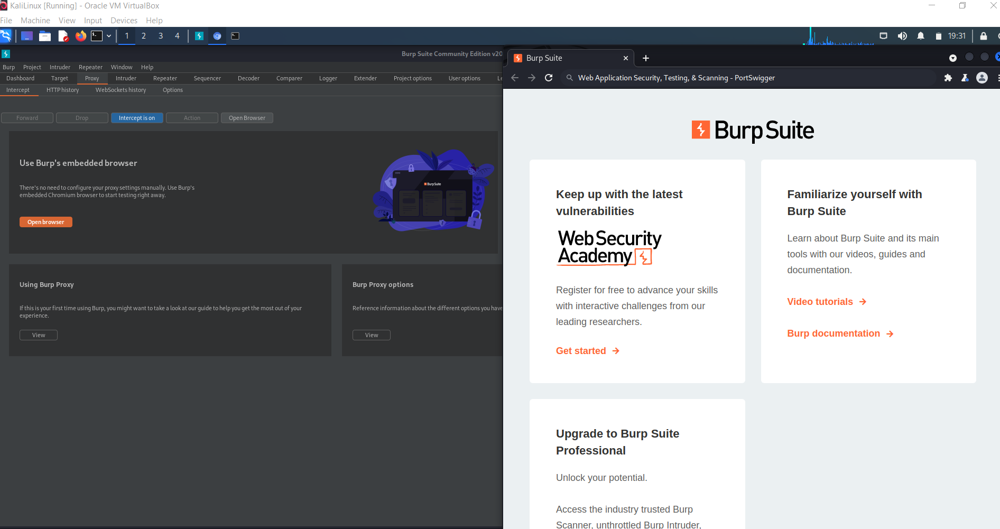 KaliLinux [Running] - Oracle VM VirtualBox
File Machine View Input Devices Help
1 2 3 4 19:31
Burp Suite Community Edition v20
Burp Project Intruder Repeater Window Help
Dashboard Target Proxy Intruder Repeater Sequencer Decoder Comparer Logger Extender Project options User options Le
Intercept HTTP history WebSockets history Options
Forward Drop Intercept is on Action Open Browser
Use Burp's embedded browser
There's no need to configure your proxy settings manually. Use Burp's
embedded Chromium browser to start testing right away.
Open browser
Burp Suite
Using Burp Proxy
If this is your first time using Burp, you might want to take a look at our guide to help you get the most out of your
experience.
View
Burp Proxy options
Reference information about the different options you have
View
Burp Suite
Web Application Security, Testing, & Scanning - PortSwigger
Burp Suite
Keep up with the latest
vulnerabilities
Web Security
Academy
Register for free to advance your skills
with interactive challenges from our
leading researchers.
Get started →
Familiarize yourself with
Burp Suite
Learn about Burp Suite and its main
tools with our videos, guides and
documentation.
Video tutorials →
Burp documentation →
Upgrade to Burp Suite
Professional
Unlock your potential.
Access the industry trusted Burp
Scanner, unthrottled Burp Intruder,